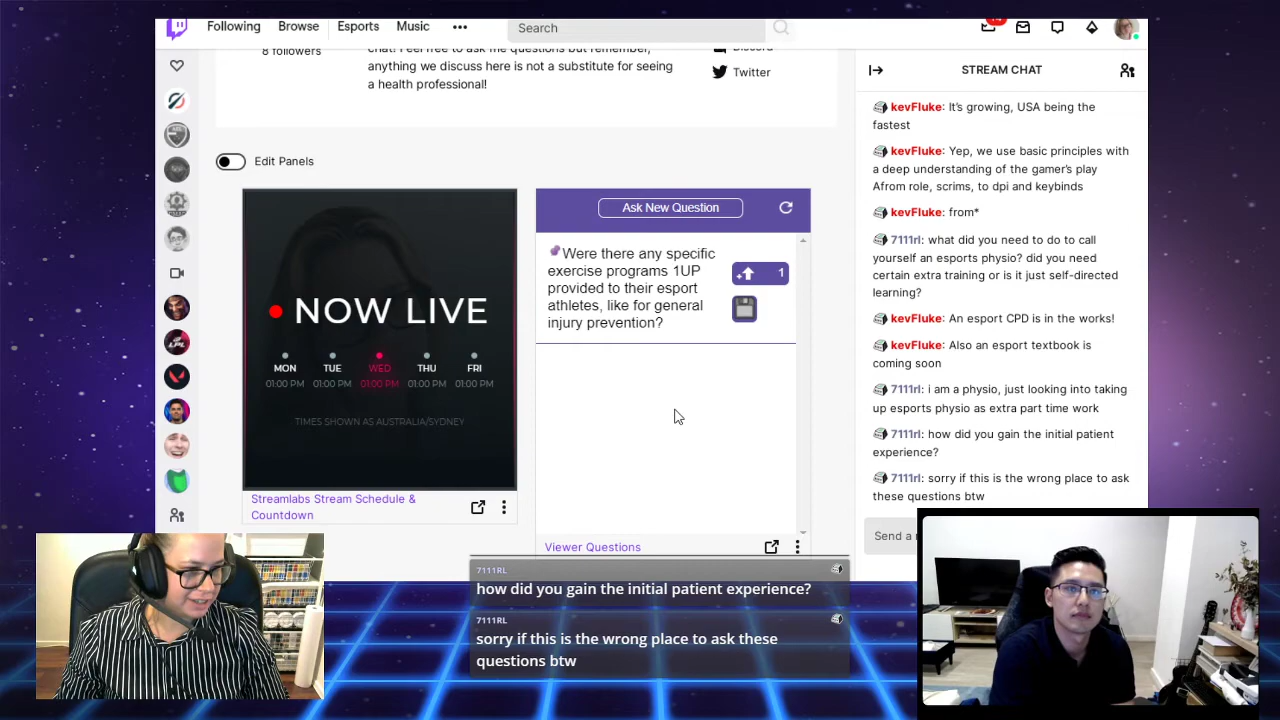 Following
Browse
Esports
Music
Search
8 followers
chat! Feel free to ask me questions but remember,
anything we discuss here is not a substitute for seeing
a health professional!
Discord
Twitter
Edit Panels
NOW LIVE
MON
TUE
WED
THU
FRI
01:00 PM
01:00 PM
01:00 PM
01:00 PM
01:00 PM
TIMES SHOWN AS AUSTRALIA/SYDNEY
Streamlabs Stream Schedule &
Countdown
Ask New Question
Were there any specific
exercise programs 1UP
provided to their esport
athletes, like for general
injury prevention?
1
Viewer Questions
STREAM CHAT
kevFluke: It's growing, USA being the
fastest
kevFluke: Yep, we use basic principles with
a deep understanding of the gamer's play
Afrom role, scrims, to dpi and keybinds
kevFluke: from*
7111rl: what did you need to do to call
yourself an esports physio? did you need
certain extra training or is it just self-directed
learning?
kevFluke: An esport CPD is in the works!
kevFluke: Also an esport textbook is
coming soon
7111rl: i am a physio, just looking into taking
up esports physio as extra part time work
7111rl: how did you gain the initial patient
experience?
7111rl: sorry if this is the wrong place to ask
these questions btw
Send a
7111RL
how did you gain the initial patient experience?
7111RL
sorry if this is the wrong place to ask these
questions btw